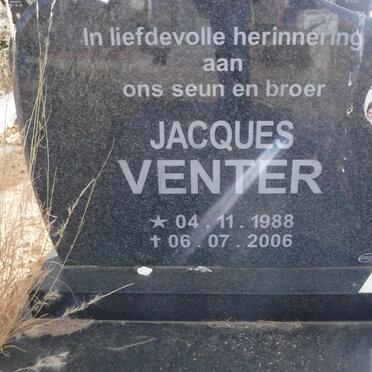 In liefdevolle herinnering
aan
ons seun en broer
JACQUES
VENTER
★ 04 . 11 . 1988
✝ 06 . 07 . 2006